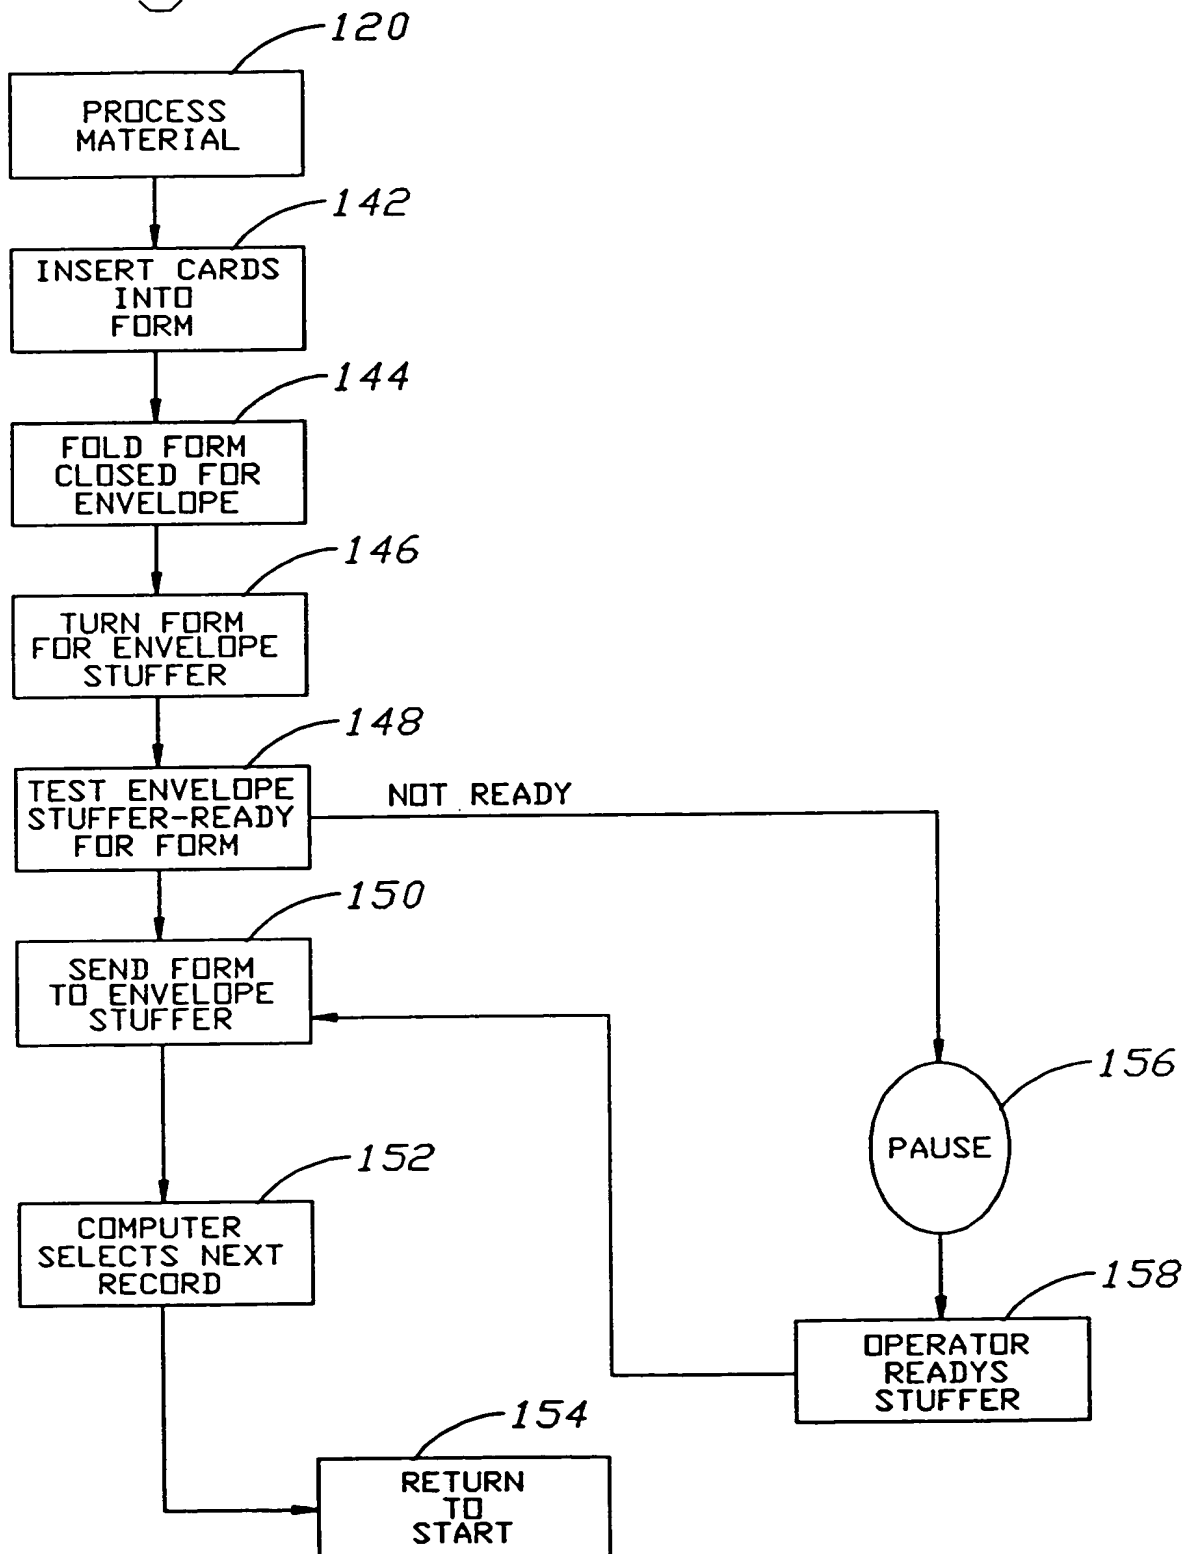 120
PROCESS
MATERIAL
142
INSERT CARDS
INTO
FORM
144
FOLD FORM
CLOSED FOR
ENVELOPE
146
TURN FORM
FOR ENVELOPE
STUFFER
148
TEST ENVELOPE
STUFFER-READY
FOR FORM
NOT READY
150
SEND FORM
TO ENVELOPE
STUFFER
156
PAUSE
152
COMPUTER
SELECTS NEXT
RECORD
158
OPERATOR
READYS
STUFFER
154
RETURN
TO
START